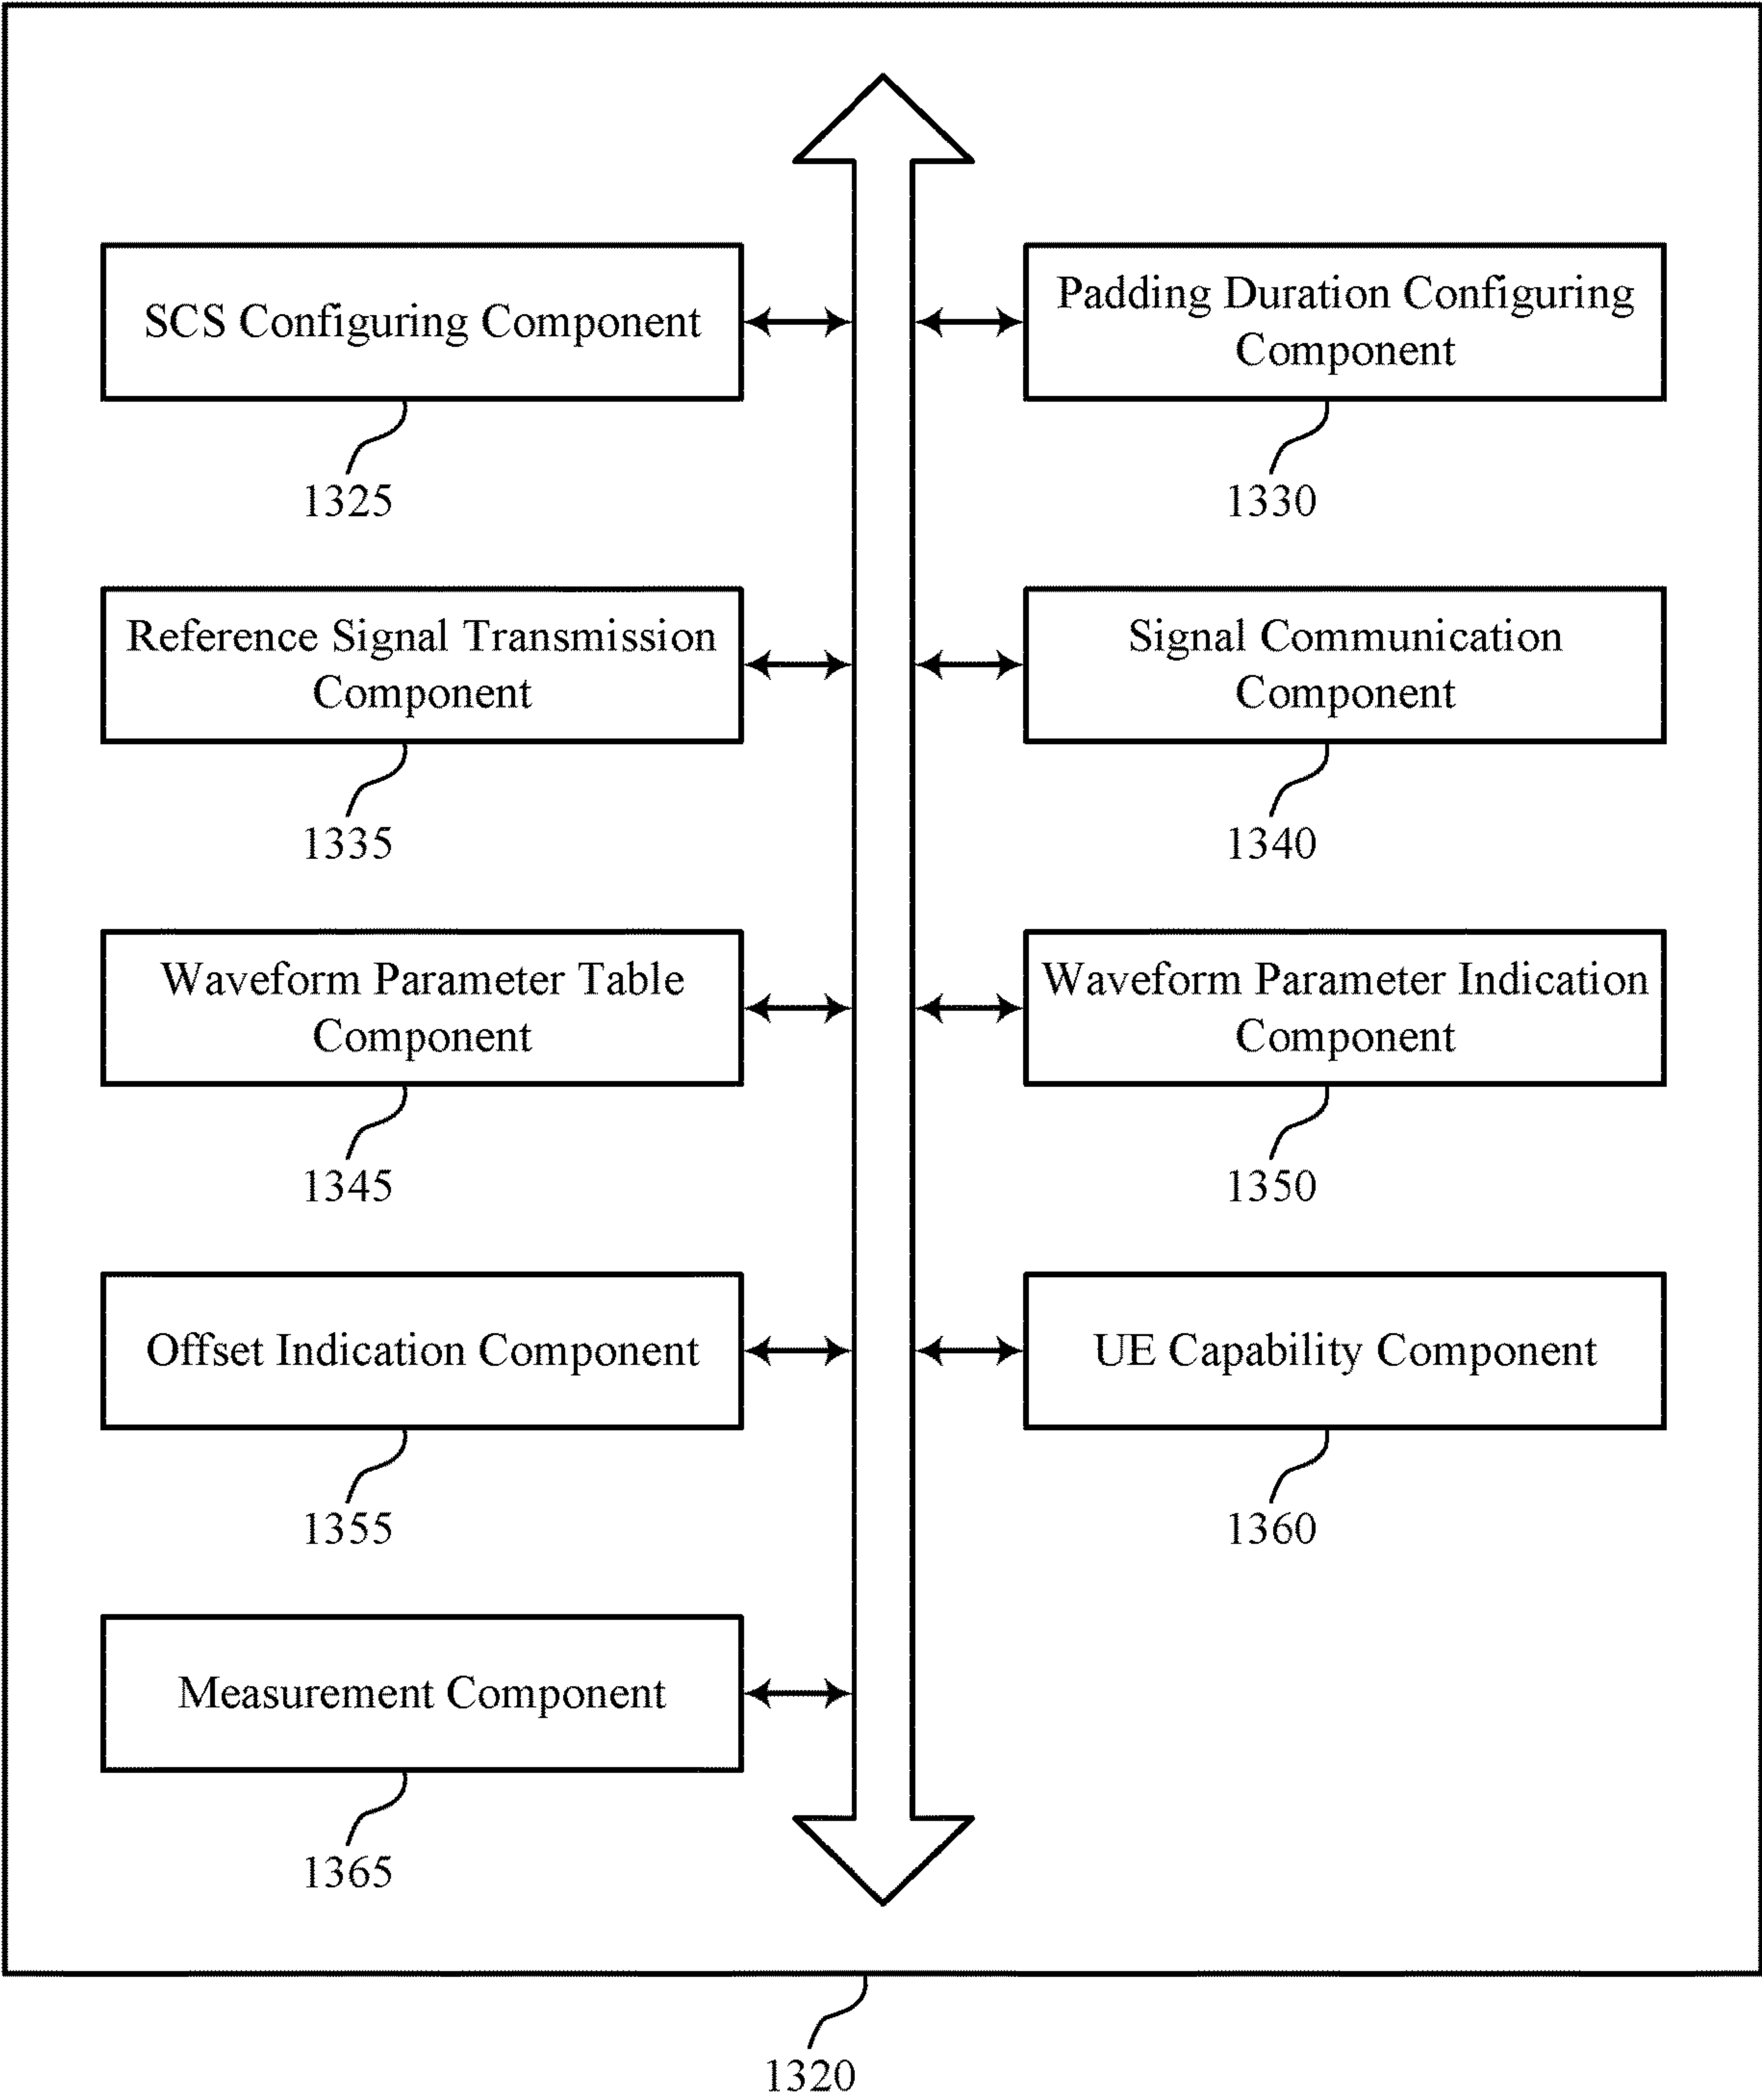 SCS Configuring Component
1325
Padding Duration Configuring
Component
1330
Reference Signal Transmission
Component
1335
Signal Communication
Component
1340
Waveform Parameter Table
Component
1345
Waveform Parameter Indication
Component
1350
Offset Indication Component
1355
UE Capability Component
1360
Measurement Component
1365
1320